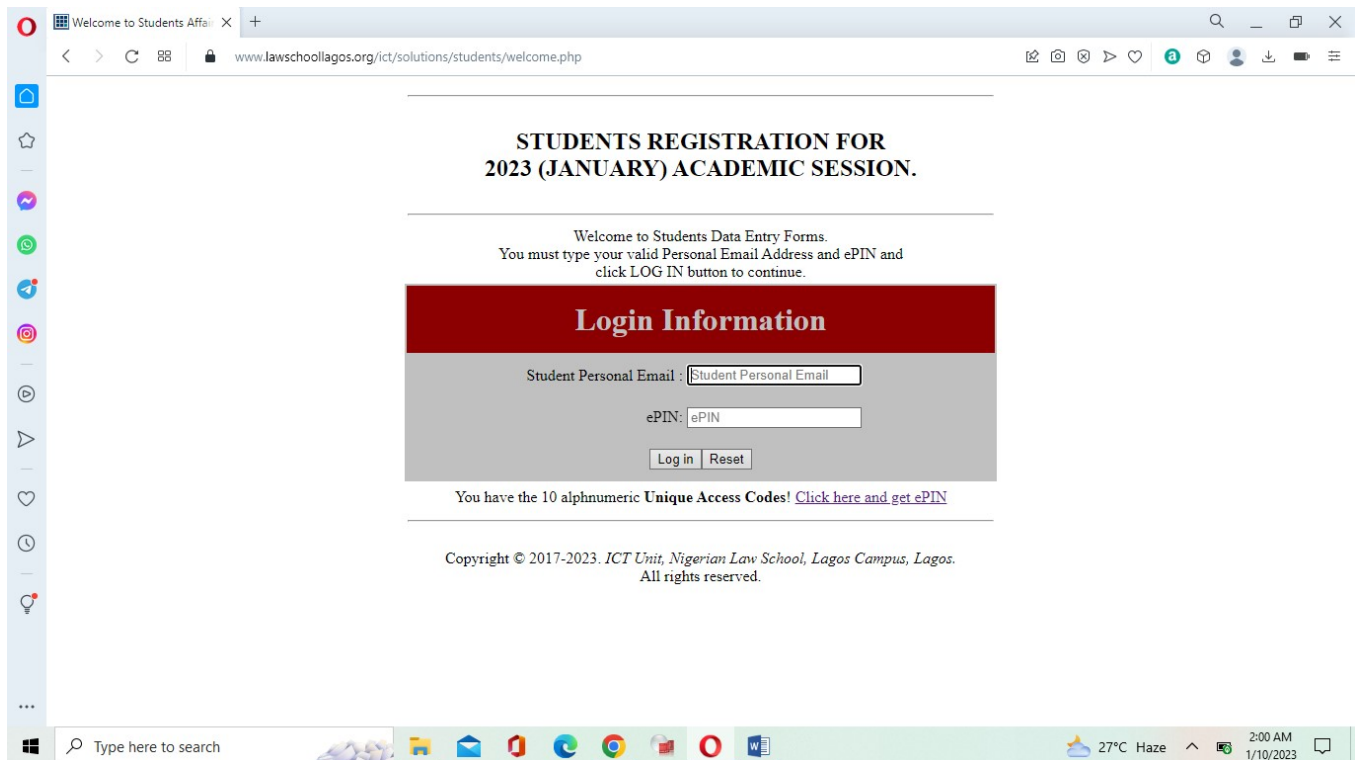 Welcome to Students Affai
www.lawschoollagos.org/ict/solutions/students/welcome.php
STUDENTS REGISTRATION FOR
2023 (JANUARY) ACADEMIC SESSION.
Welcome to Students Data Entry Forms.
You must type your valid Personal Email Address and ePIN and
click LOG IN button to continue.
Login Information
Student Personal Email : Student Personal Email
ePIN: ePIN
Log in Reset
You have the 10 alphnumeric Unique Access Codes! Click here and get ePIN
Copyright © 2017-2023. ICT Unit, Nigerian Law School, Lagos Campus, Lagos.
All rights reserved.
Type here to search
27°C Haze
2:00 AM
1/10/2023